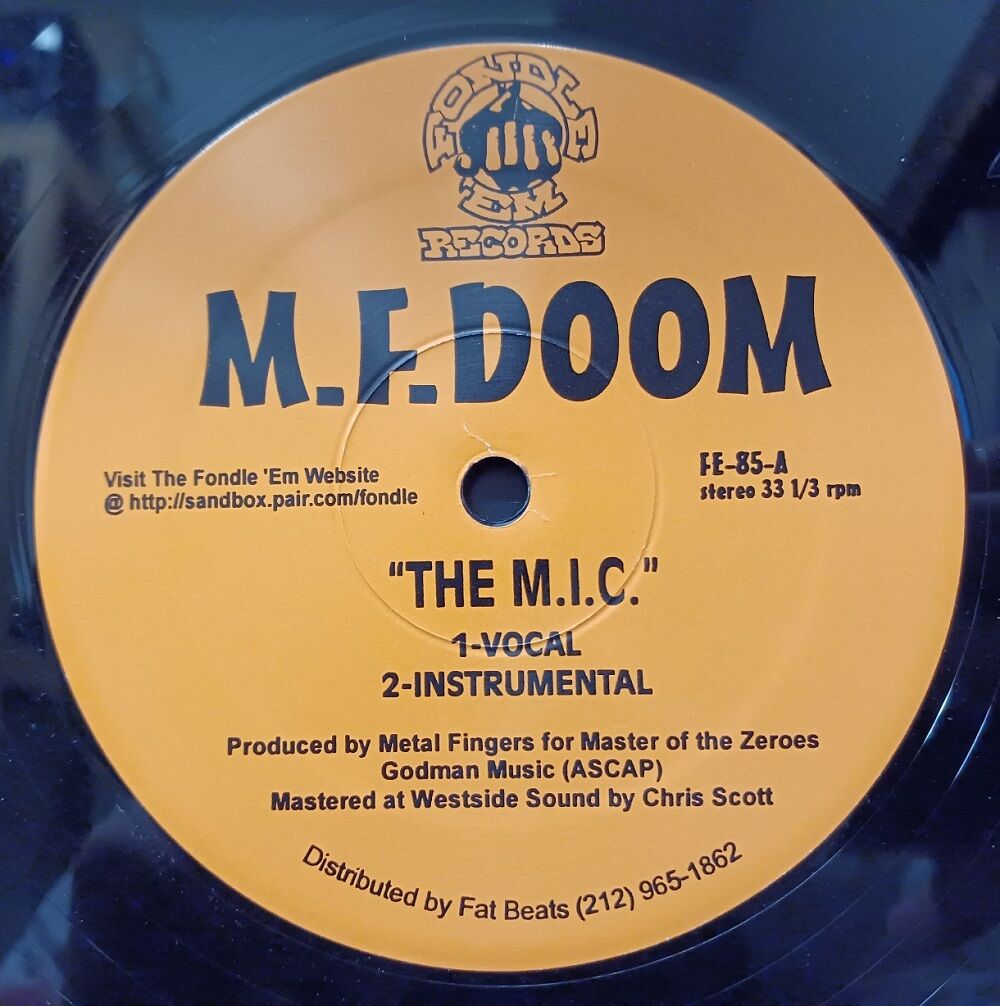 FONDLE
'EM
RECORDS
M.F. DOOM
Visit The Fondle 'Em Website
@ http://sandbox.pair.com/fondle
FE-85-A
stereo 33 1/3 rpm
"THE M.I.C."
1-VOCAL
2-INSTRUMENTAL
Produced by Metal Fingers for Master of the Zeroes
Godman Music (ASCAP)
Mastered at Westside Sound by Chris Scott
Distributed by Fat Beats (212) 965-1862